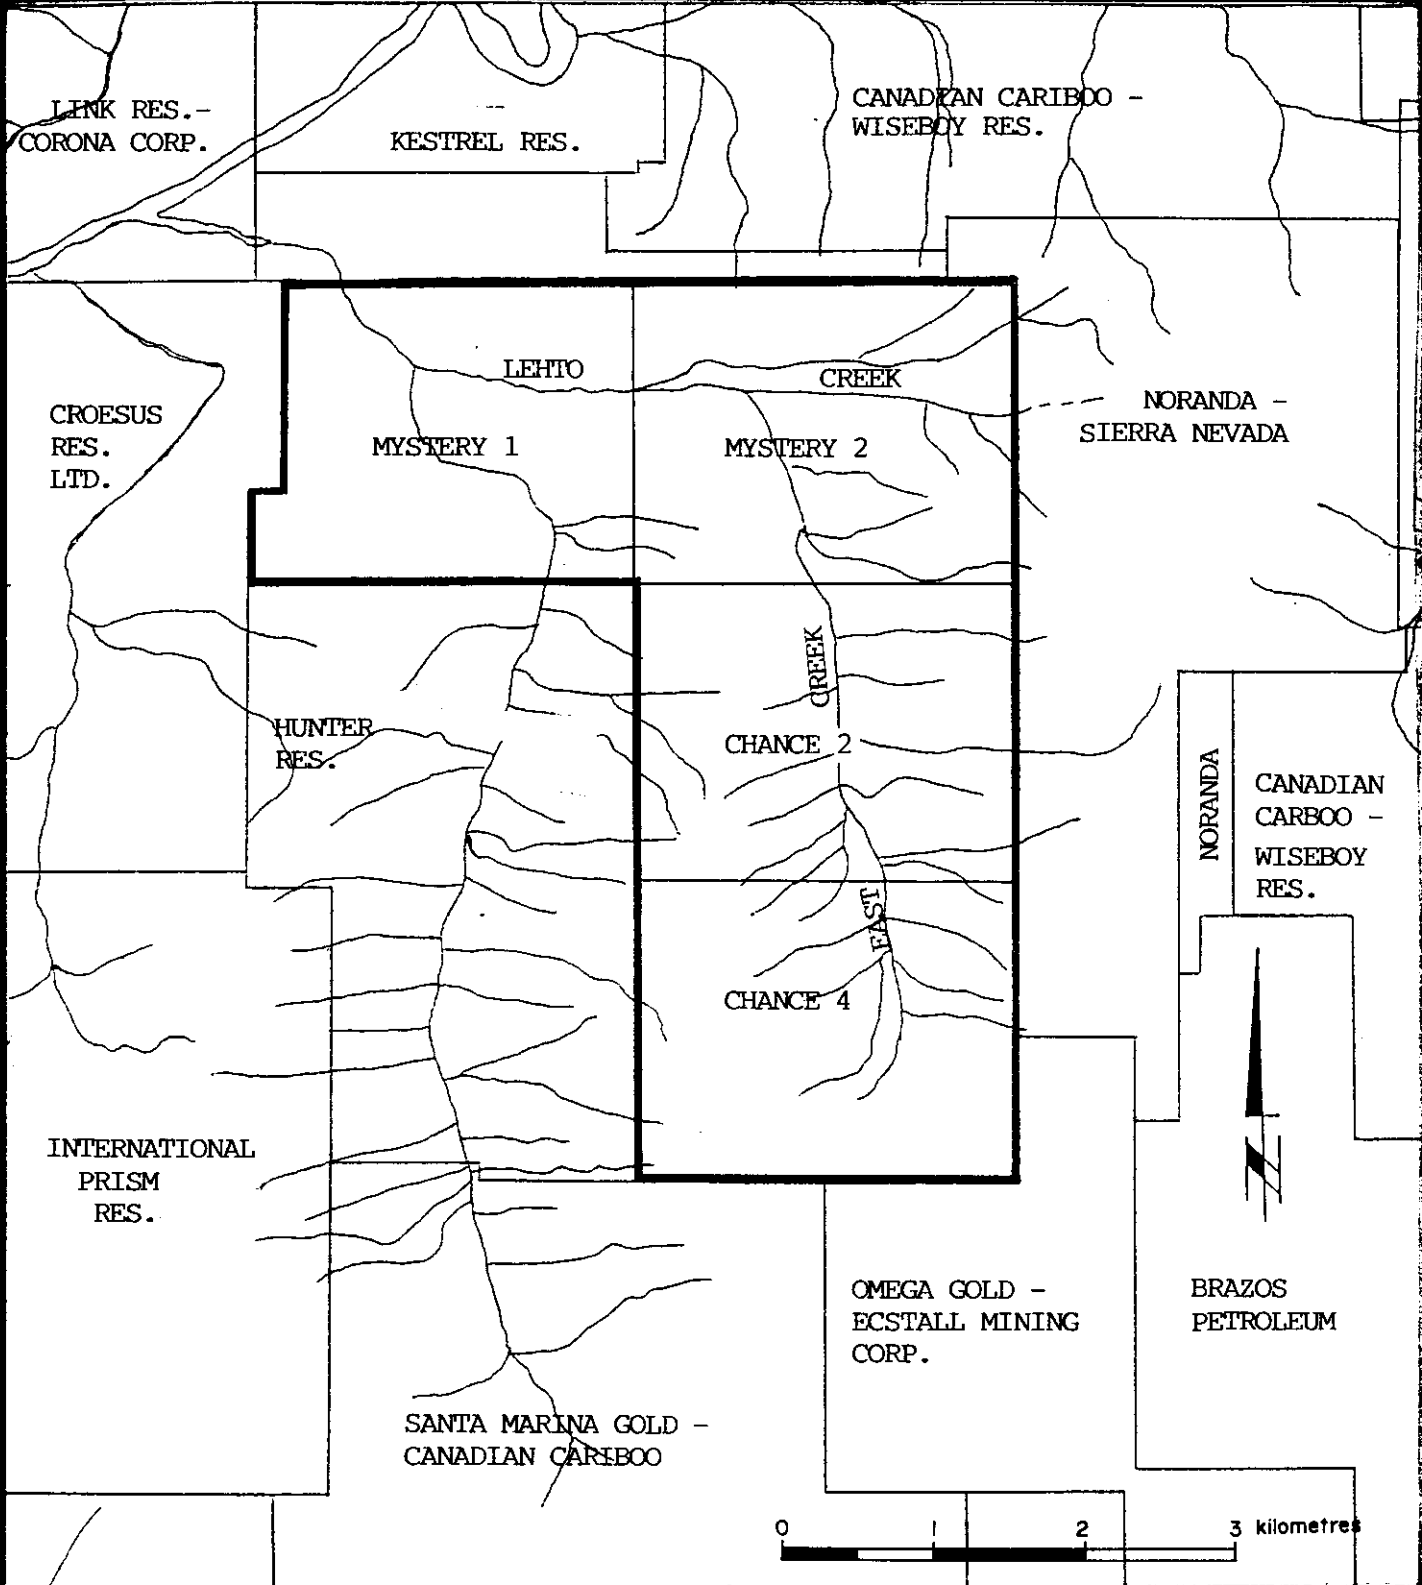 LINK RES.-
CORONA CORP.
KESTREL RES.
CANADIAN CARIBOO -
WISEBOY RES.
LEHTO
CREEK
CROESUS
RES.
LTD.
MYSTERY 1
MYSTERY 2
NORANDA -
SIERRA NEVADA
CREEK
HUNTER
RES.
CHANCE 2
NORANDA
CANADIAN
CARBOO -
WISEBOY
RES.
EAST
CHANCE 4
INTERNATIONAL
PRISM
RES.
N
OMEGA GOLD -
ECSTALL MINING
CORP.
BRAZOS
PETROLEUM
SANTA MARINA GOLD -
CANADIAN CARIBOO
0 1 2 3 kilometres